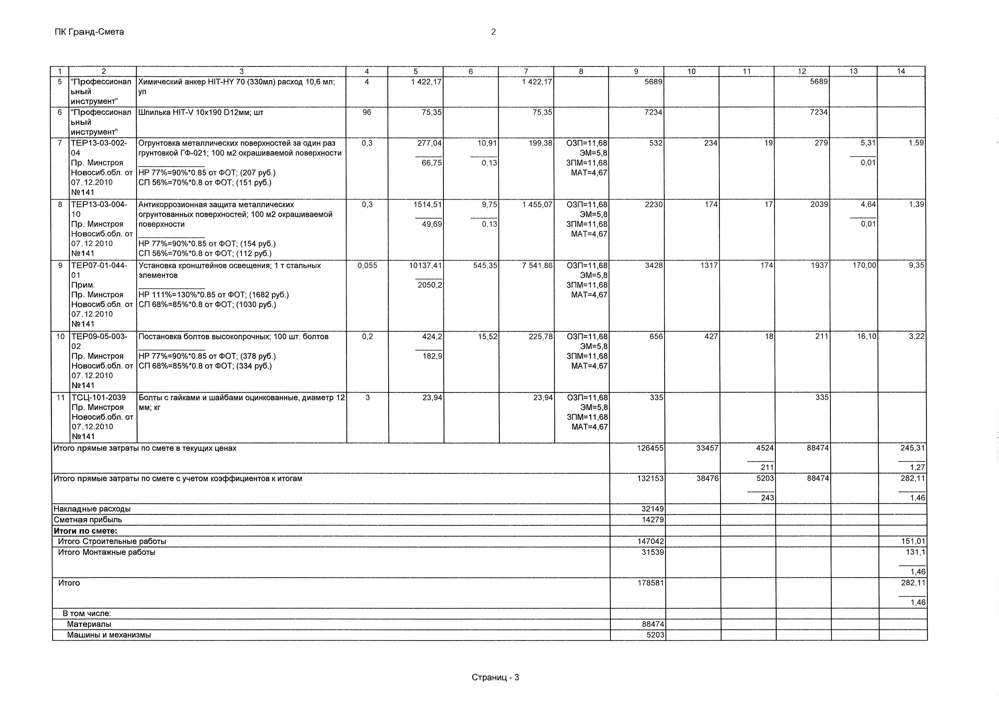 ПК Гранд-Смета
2
1 2 3 4 5 6 7 8 9 10 11 12 13 14
5 "Профессионал Химический анкер HIT-HY 70 (330мл) расход 10,6 мл; 4 1 422,17 1 422,17 5689 5689
ьный уп
инструмент"
6 "Профессионал Шпилька HIT-V 10x190 D12мм; шт 96 75,35 75,35 7234 7234
ьный
инструмент"
7 ТЕР13-03-002- Огрунтовка металлических поверхностей за один раз 0,3 277,04 10,91 199,38 ОЗП=11,68 532 234 19 279 5,31 1,59
04 грунтовкой ГФ-021; 100 м2 окрашиваемой поверхности ЭМ=5,8
Пр. Минстроя 66,75 0,13 ЗПМ=11,68 0,01
Новосиб.обл. от НР 77%=90%*0.85 от ФОТ; (207 руб.) МАТ=4,67
07.12.2010 СП 56%=70%*0.8 от ФОТ; (151 руб.)
№141
8 ТЕР13-03-004- Антикоррозионная защита металлических 0,3 1514,51 9,75 1 455,07 ОЗП=11,68 2230 174 17 2039 4,64 1,39
10 огрунтованных поверхностей; 100 м2 окрашиваемой ЭМ=5,8
Пр. Минстроя поверхности 49,69 0,13 ЗПМ=11,68 0,01
Новосиб.обл. от МАТ=4,67
07.12.2010 НР 77%=90%*0.85 от ФОТ; (154 руб.)
№141 СП 56%=70%*0.8 от ФОТ; (112 руб.)
9 ТЕР07-01-044- Установка кронштейнов освещения; 1 т стальных 0,055 10137,41 545,35 7 541,86 ОЗП=11,68 3428 1317 174 1937 170,00 9,35
01 элементов ЭМ=5,8
Прим. 2050,2 ЗПМ=11,68
Пр. Минстроя НР 111%=130%*0.85 от ФОТ; (1682 руб.) МАТ=4,67
Новосиб.обл. от СП 68%=85%*0.8 от ФОТ; (1030 руб.)
07.12.2010
№141
10 ТЕР09-05-003- Постановка болтов высокопрочных; 100 шт. болтов 0,2 424,2 15,52 225,78 ОЗП=11,68 656 427 18 211 16,10 3,22
02 ЭМ=5,8
Пр. Минстроя НР 77%=90%*0.85 от ФОТ; (378 руб.) 182,9 ЗПМ=11,68
Новосиб.обл. от СП 68%=85%*0.8 от ФОТ; (334 руб.) МАТ=4,67
07.12.2010
№141
11 ТСЦ-101-2039 Болты с гайками и шайбами оцинкованные, диаметр 12 3 23,94 23,94 ОЗП=11,68 335 335
Пр. Минстроя мм; кг ЭМ=5,8
Новосиб.обл. от ЗПМ=11,68
07.12.2010 МАТ=4,67
№141
Итого прямые затраты по смете в текущих ценах 126455 33457 4524 88474 245,31
211 1,27
Итого прямые затраты по смете с учетом коэффициентов к итогам 132153 38476 5203 88474 282,11
243 1,46
Накладные расходы 32149
Сметная прибыль 14279
Итоги по смете:
Итого Строительные работы 147042 151,01
Итого Монтажные работы 31539 131,1
1,46
Итого 178581 282,11
1,46
В том числе:
Материалы 88474
Машины и механизмы 5203
Страниц - 3